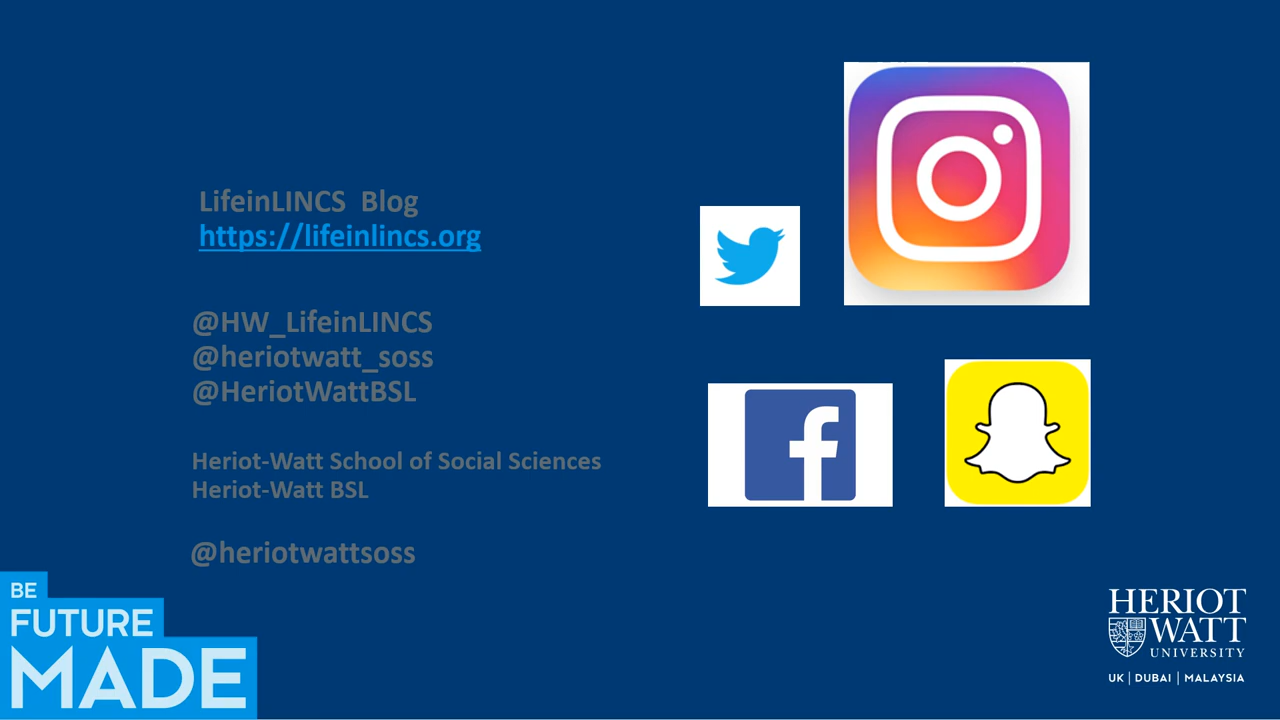 LifeinLINCS Blog
https://lifeinlincs.org
@HW_LifeinLINCS
@heriotwatt_soss
@HeriotWattBSL
Heriot-Watt School of Social Sciences
Heriot-Watt BSL
@heriotwattsoss
BE
FUTURE
MADE
HERIOT
WATT
UNIVERSITY
UK | DUBAI | MALAYSIA